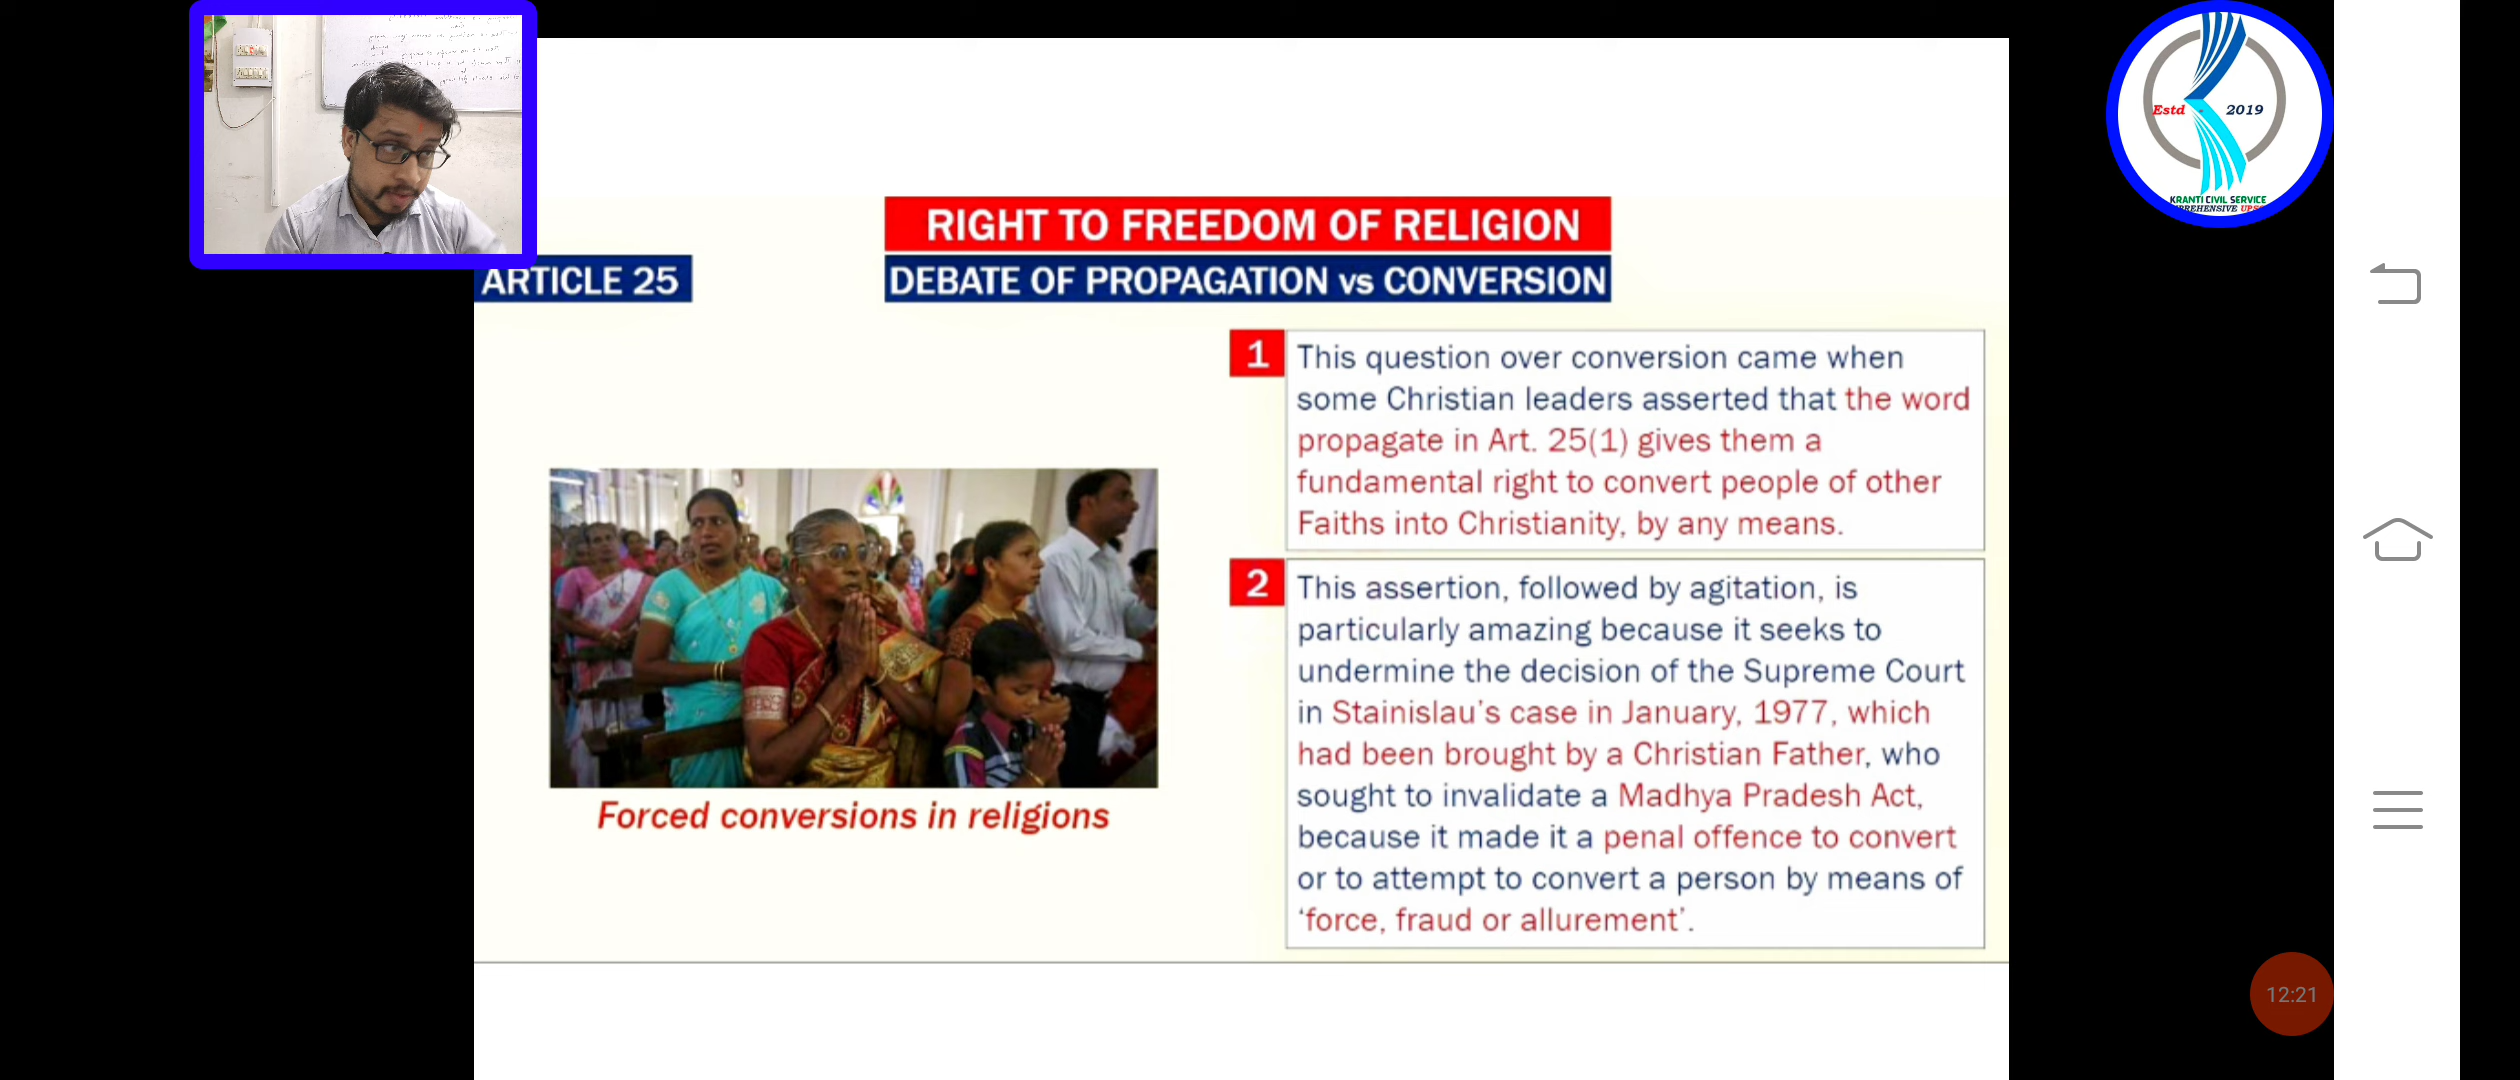 RIGHT TO FREEDOM OF RELIGION
ARTICLE 25
DEBATE OF PROPAGATION vs CONVERSION
1
This question over conversion came when
some Christian leaders asserted that the word
propagate in Art. 25(1) gives them a
fundamental right to convert people of other
Faiths into Christianity, by any means.
2
This assertion, followed by agitation, is
particularly amazing because it seeks to
undermine the decision of the Supreme Court
in Stainislau's case in January, 1977, which
had been brought by a Christian Father, who
sought to invalidate a Madhya Pradesh Act,
because it made it a penal offence to convert
or to attempt to convert a person by means of
‘force, fraud or allurement’.
Forced conversions in religions
Estd 2019
KRANTI CIVIL SERVICE
12:21